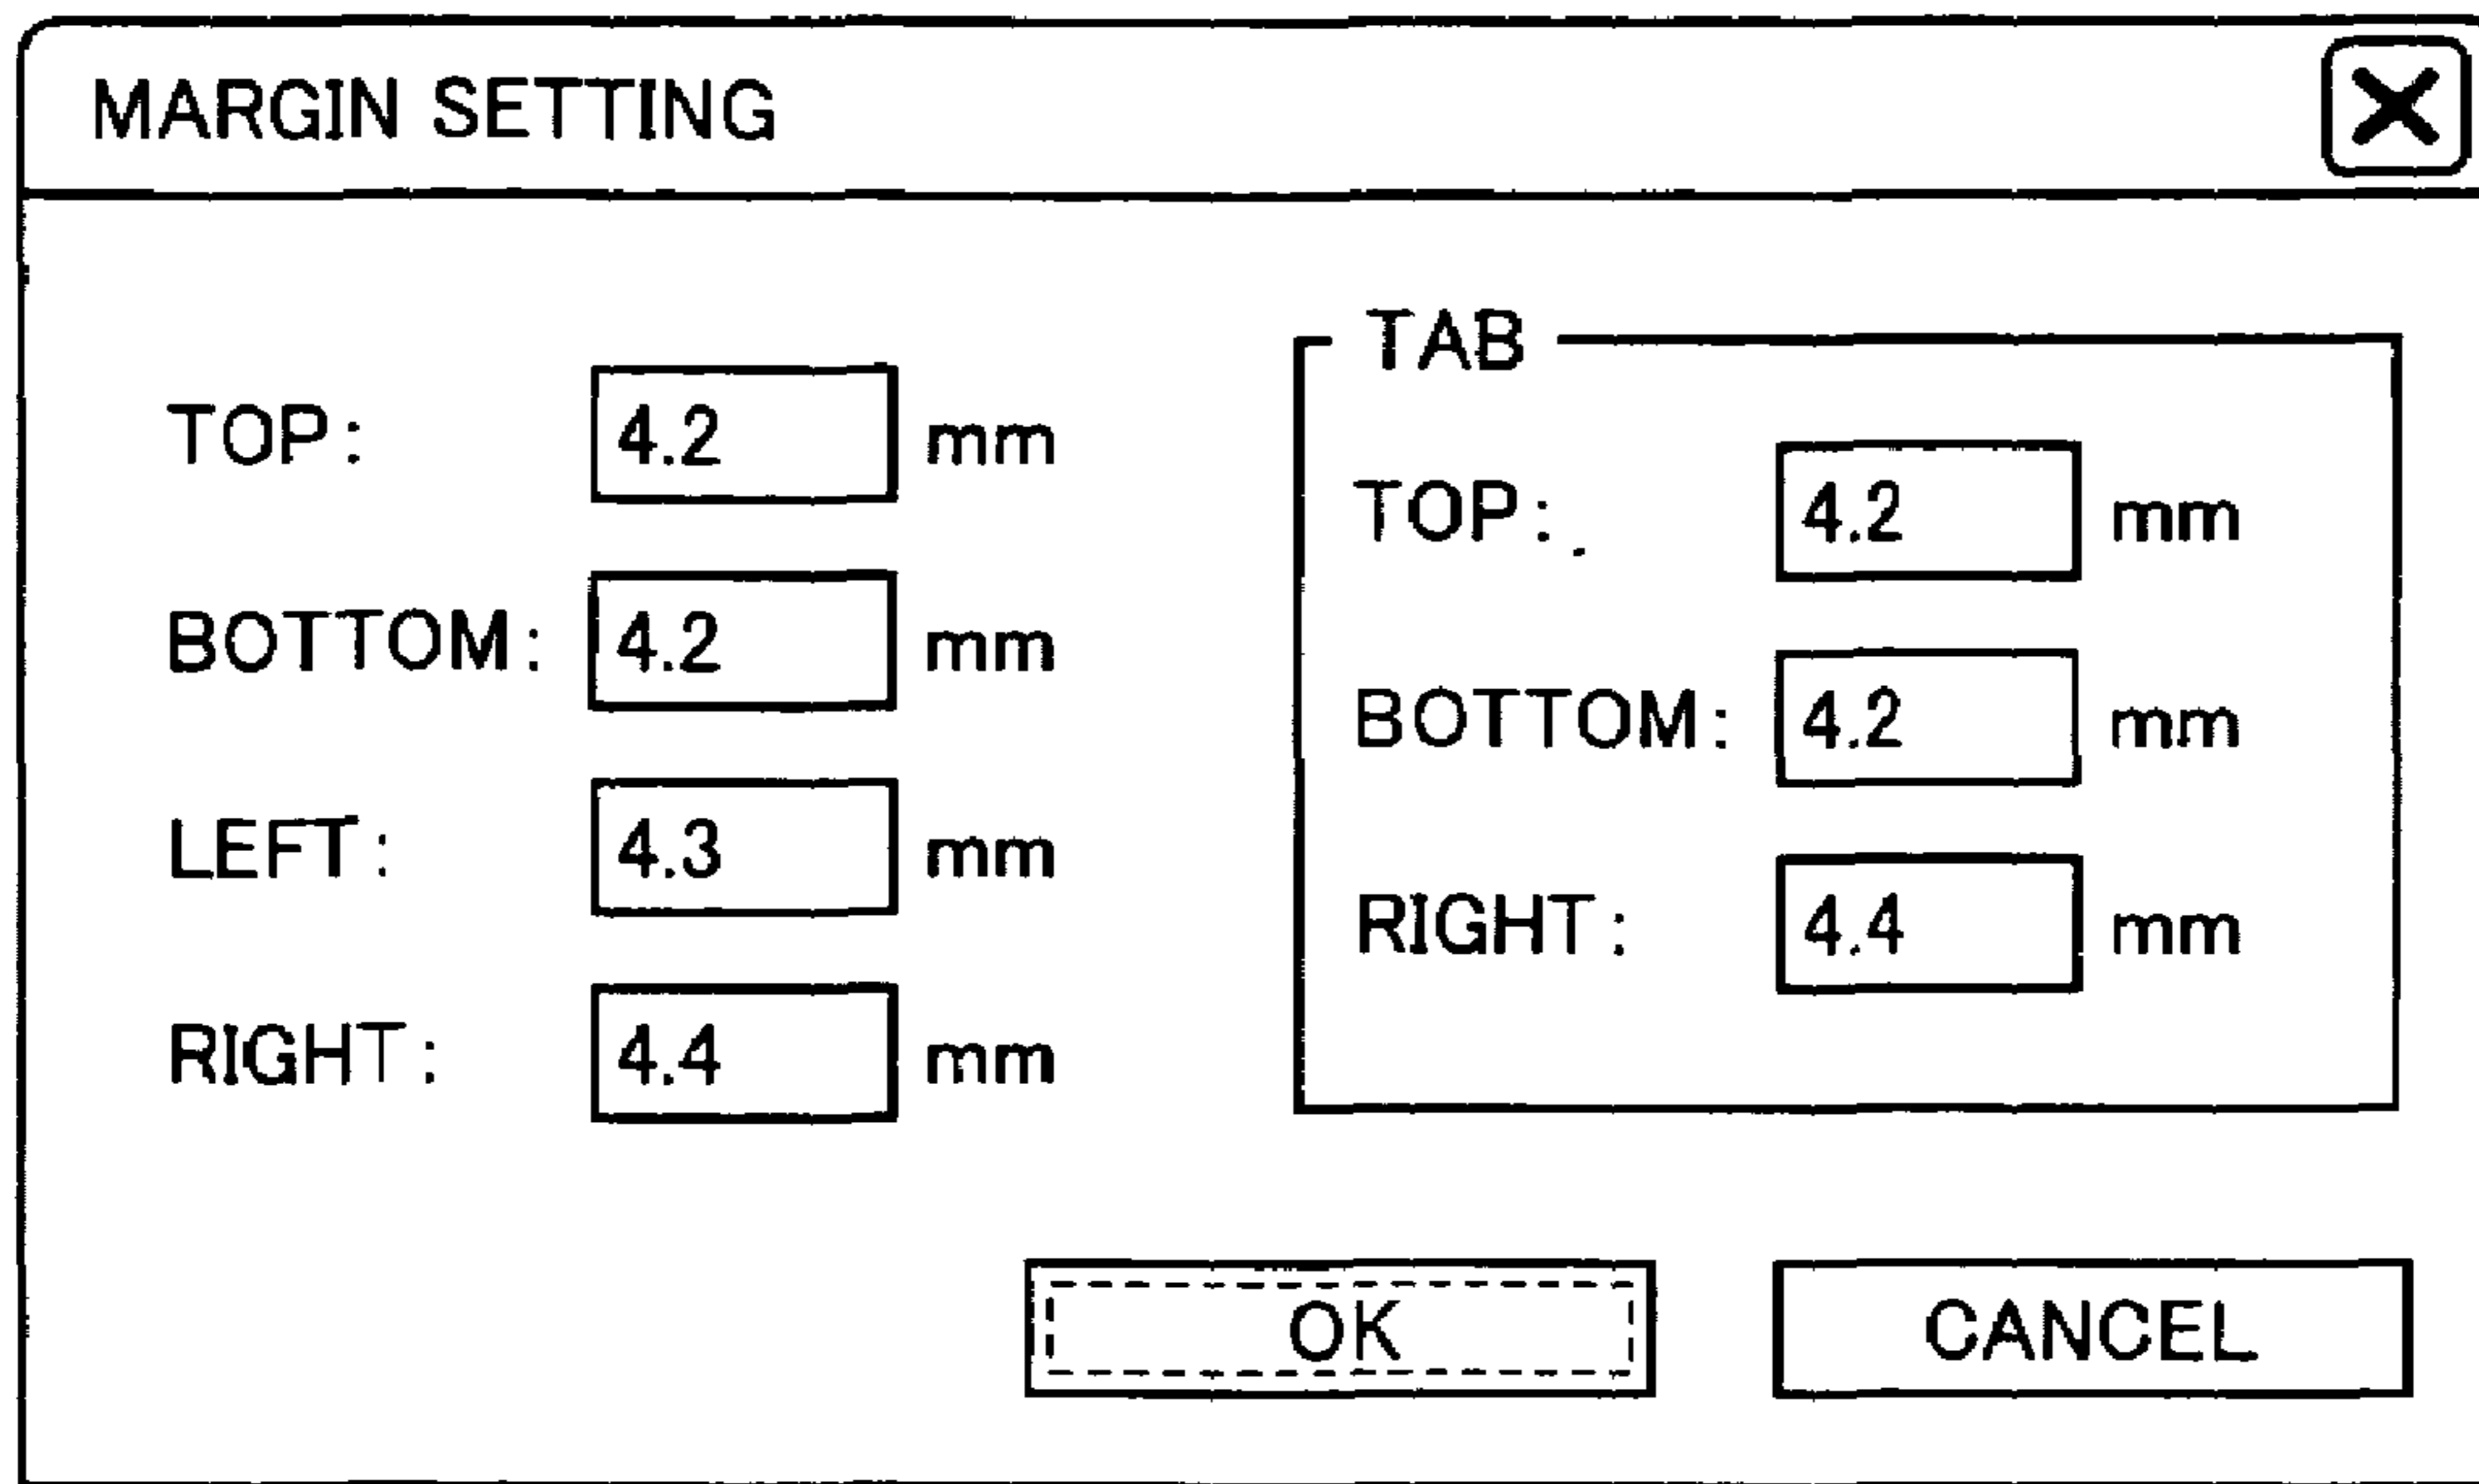 MARGIN SETTING
TOP: 4.2 mm
BOTTOM: 4.2 mm
LEFT: 4.3 mm
RIGHT: 4.4 mm
TAB
TOP: 4.2 mm
BOTTOM: 4.2 mm
RIGHT: 4.4 mm
OK
CANCEL